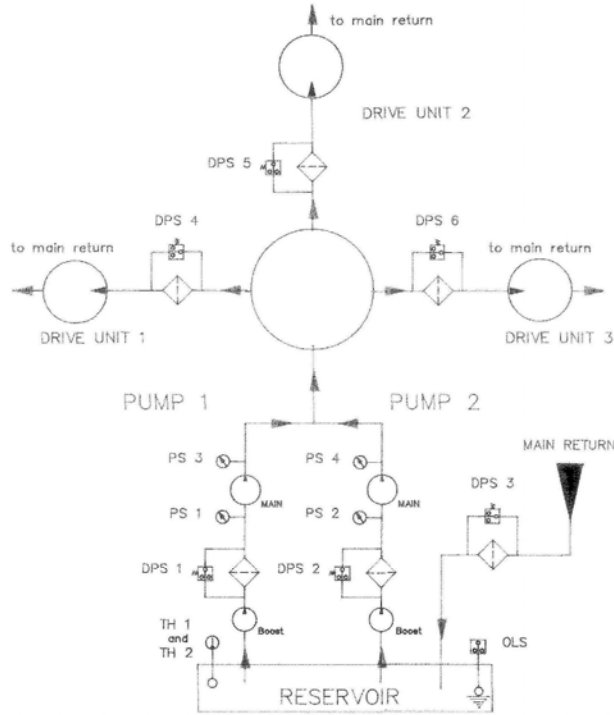 to main return
DRIVE UNIT 2
DPS 5
DPS 4
DPS 6
to main return
to main return
DRIVE UNIT 1
DRIVE UNIT 3
PUMP 1
PUMP 2
MAIN RETURN
PS 3
PS 4
DPS 3
MAIN
MAIN
PS 1
PS 2
DPS 1
DPS 2
TH 1
and
TH 2
Boost
Boost
OLS
RESERVOIR